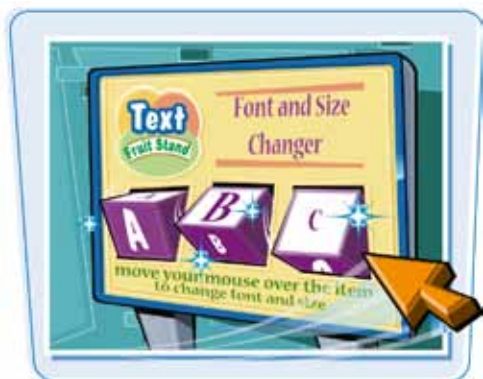 Text
Fruit Stand
Font and Size
Changer
A
B
B
C
move your mouse over the item
to change font and size